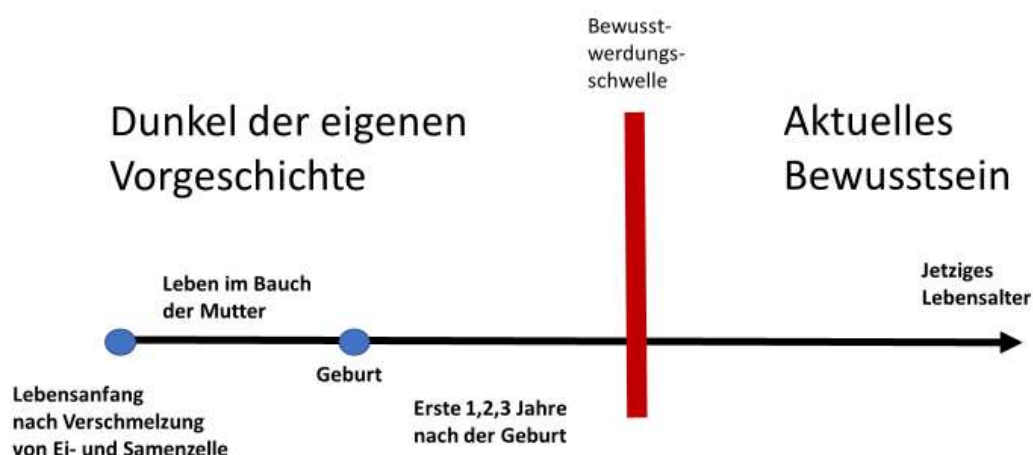 Bewusst-
werdungs-
schwelle
Dunkel der eigenen
Vorgeschichte
Aktuelles
Bewusstsein
Leben im Bauch
der Mutter
Jetziges
Lebensalter
Geburt
Lebensanfang
nach Verschmelzung
von Ei- und Samenzelle
Erste 1,2,3 Jahre
nach der Geburt